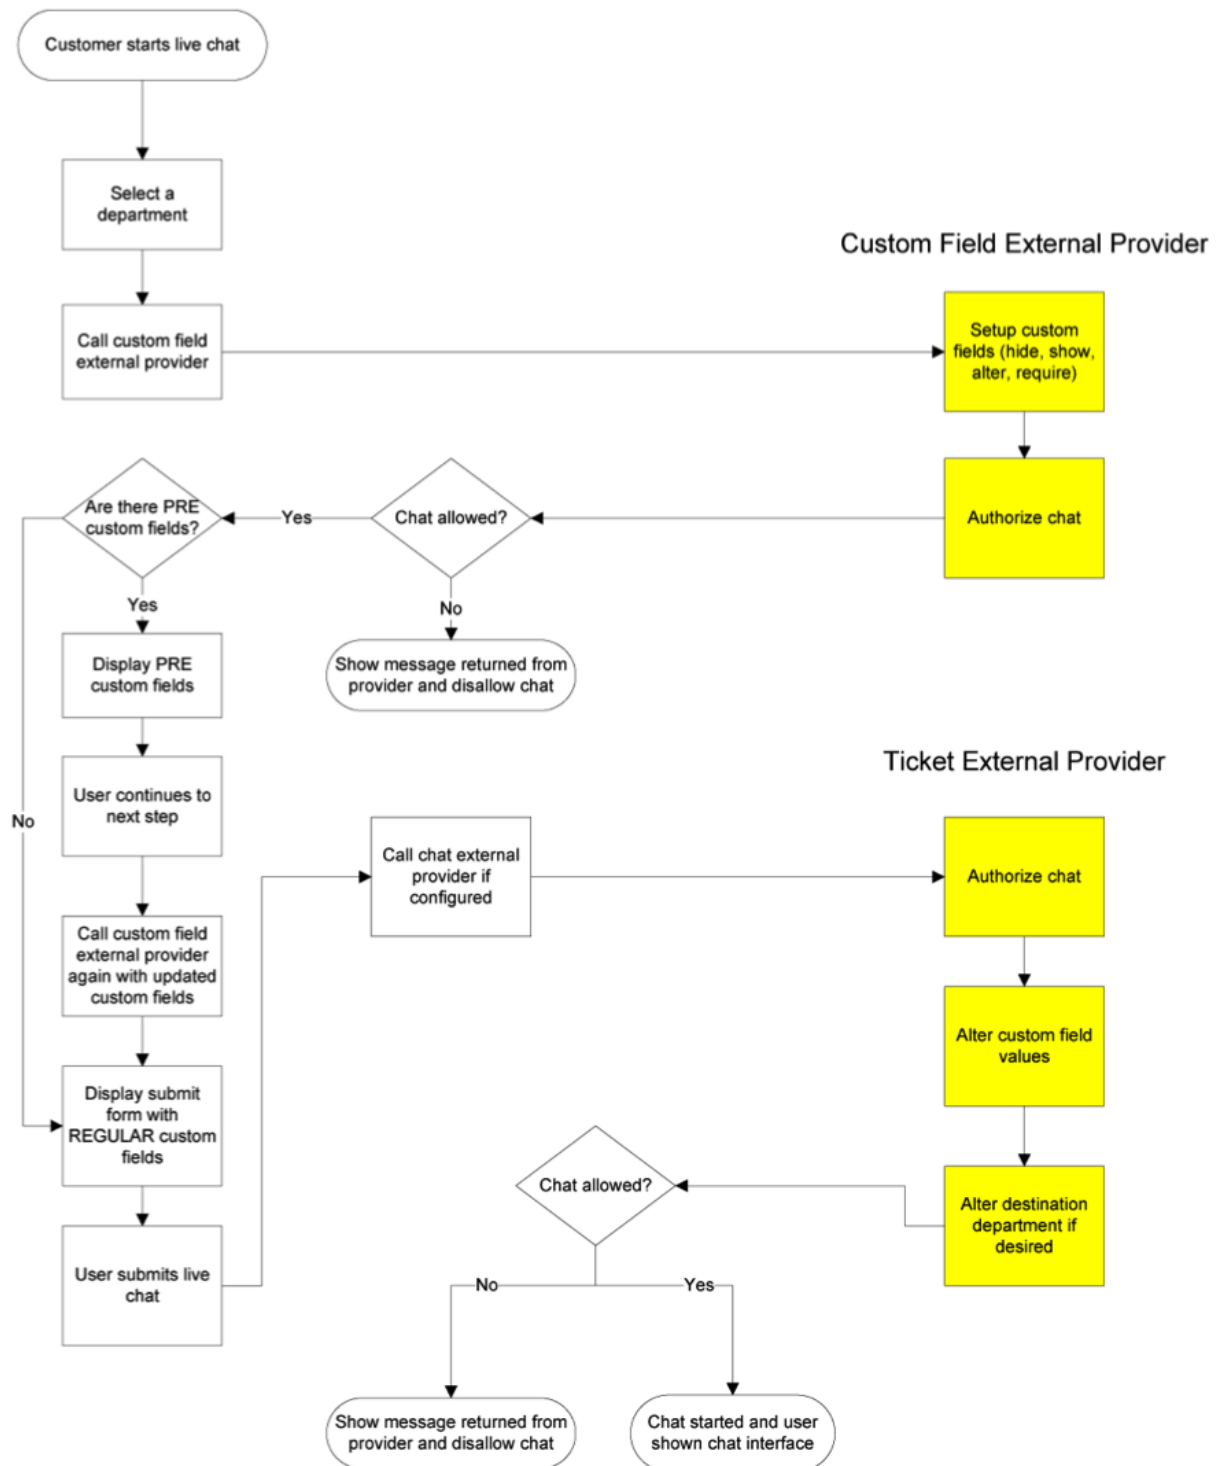 Customer starts live chat
Select a
department
Custom Field External Provider
Call custom field
external provider
Setup custom
fields (hide, show,
alter, require)
Are there PRE
custom fields?
Yes
Chat allowed?
Authorize chat
Yes
No
Display PRE
custom fields
Show message returned from
provider and disallow chat
Ticket External Provider
User continues to
next step
No
Call chat external
provider if
configured
Authorize chat
Call custom field
external provider
again with updated
custom fields
Alter custom field
values
Display submit
form with
REGULAR custom
fields
Chat allowed?
Alter destination
department if
desired
User submits live
chat
No
Yes
Show message returned from
provider and disallow chat
Chat started and user
shown chat interface